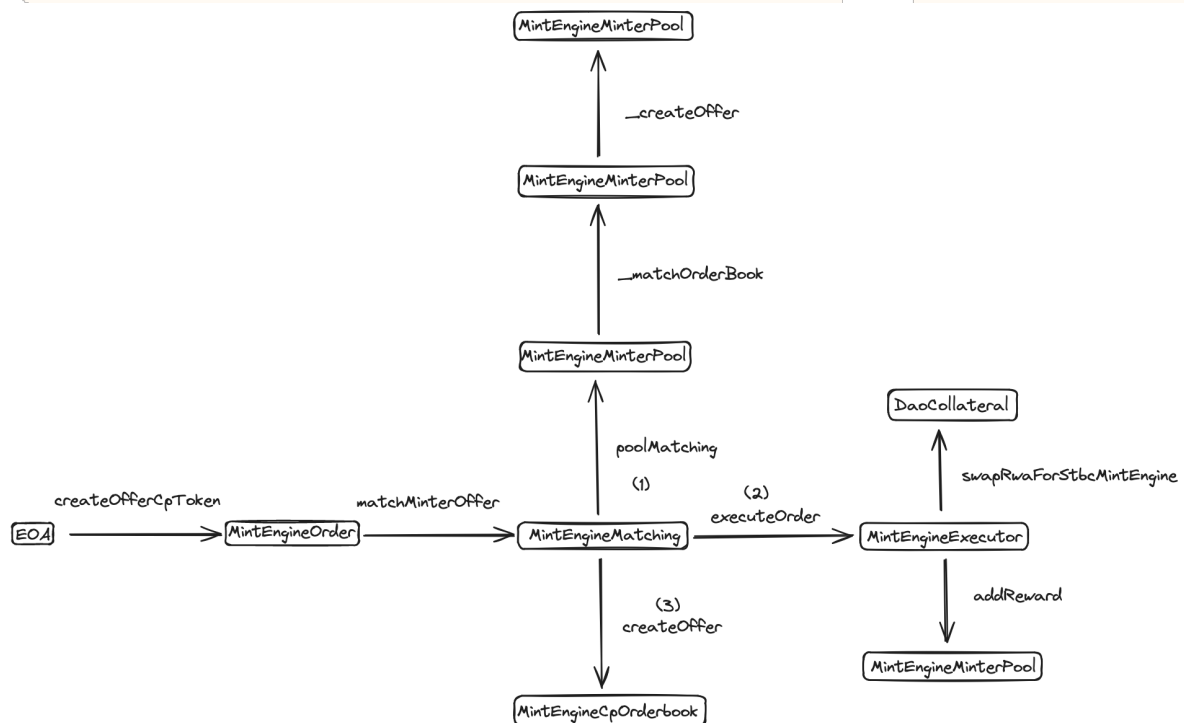 MintEngineMinterPool
_createOffer
MintEngineMinterPool
_matchOrderBook
MintEngineMinterPool
DaoCollateral
poolMatching
(1)
swapRwaForStbcMintEngine
createOfferCpToken
matchMinterOffer
(2)
executeOrder
EOA
MintEngineOrder
MintEngineMatching
MintEngineExecutor
(3)
createOffer
addReward
MintEngineMinterPool
MintEngineCpOrderbook